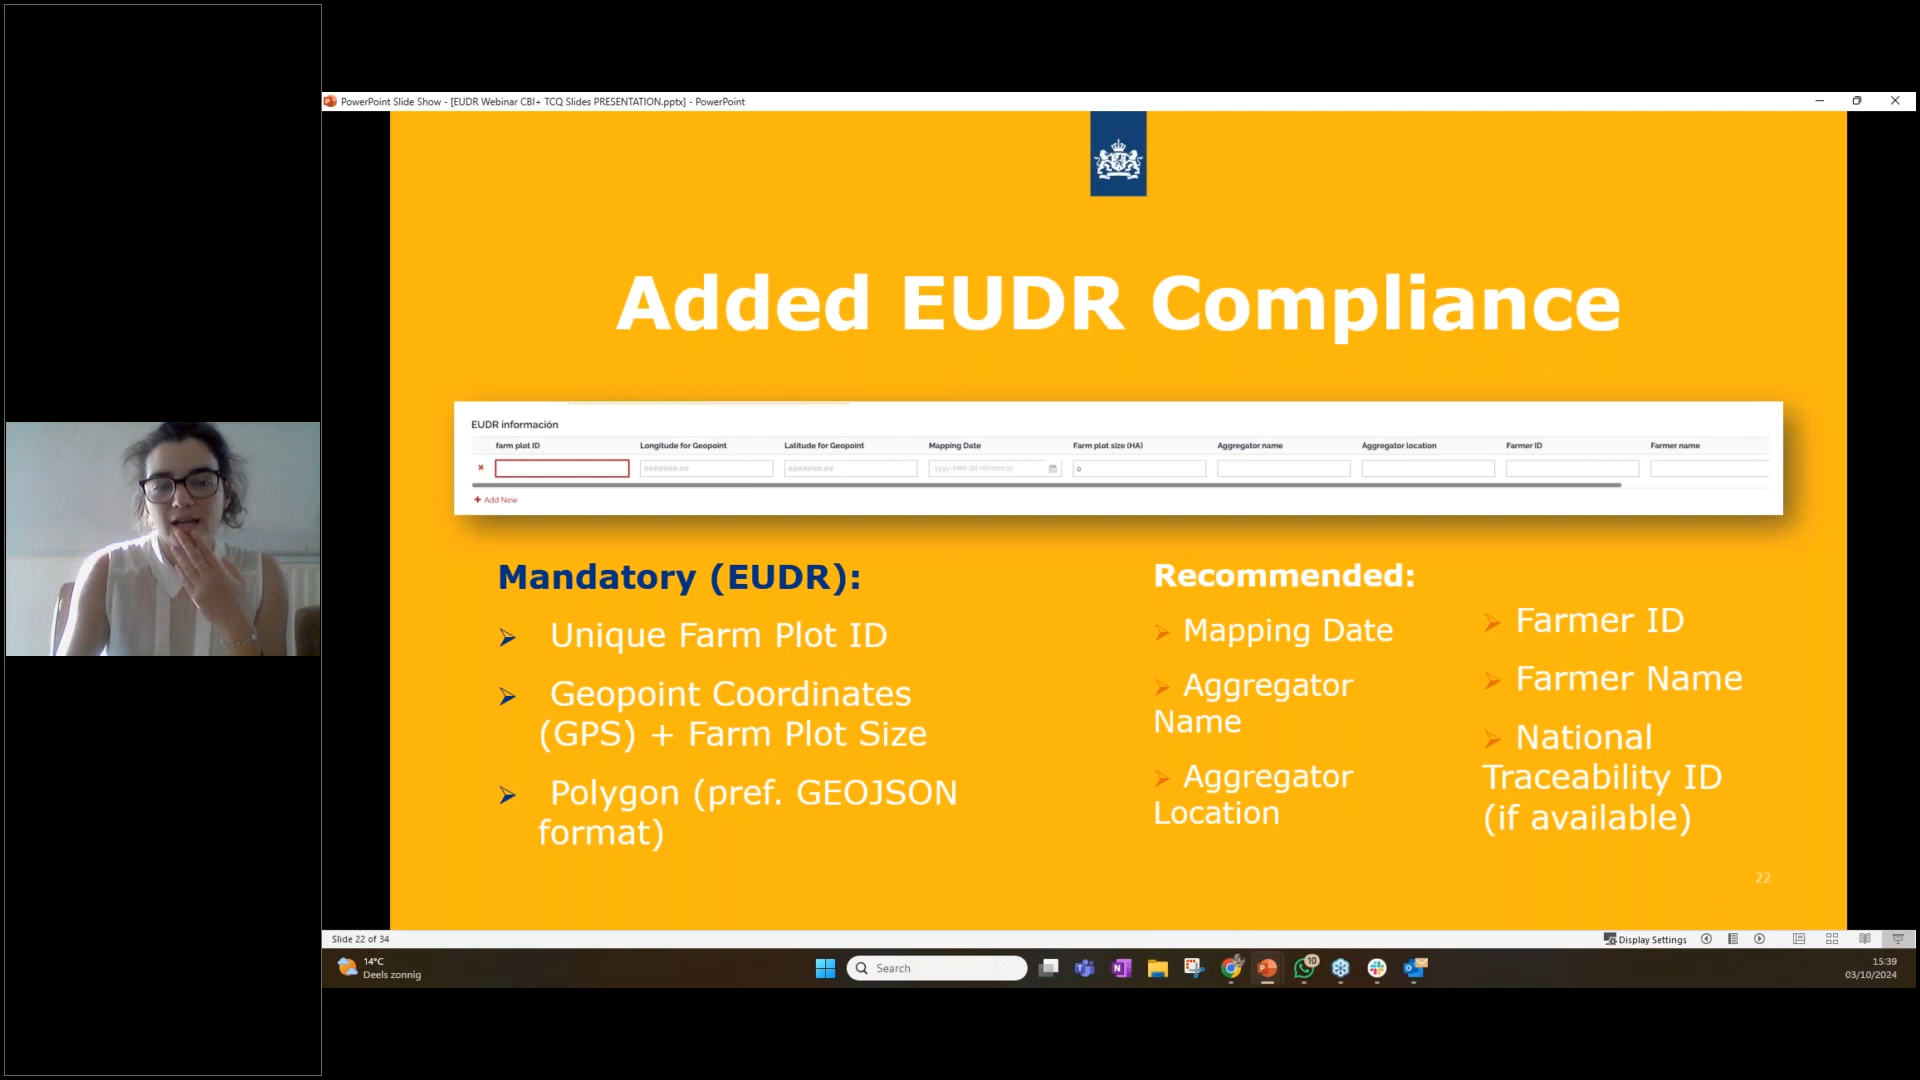 PowerPoint Slide Show - [EUDR Webinar CBI+ TCQ Slides PRESENTATION.pptx] - PowerPoint
Added EUDR Compliance
EUDR información
farm plot ID Longitude for Geopoint Latitude for Geopoint Mapping Date Farm plot size (HA) Aggregator name Aggregator location Farmer ID Farmer name
#######.## #######.## 0
Add New
Mandatory (EUDR):
Unique Farm Plot ID
Geopoint Coordinates
(GPS) + Farm Plot Size
Polygon (pref. GEOJSON
format)
Recommended:
Mapping Date
Aggregator
Name
Aggregator
Location
Farmer ID
Farmer Name
National
Traceability ID
(if available)
22
Slide 22 of 34
Display Settings
14°C
Deels zonnig
Search
10
15:39
03/10/2024